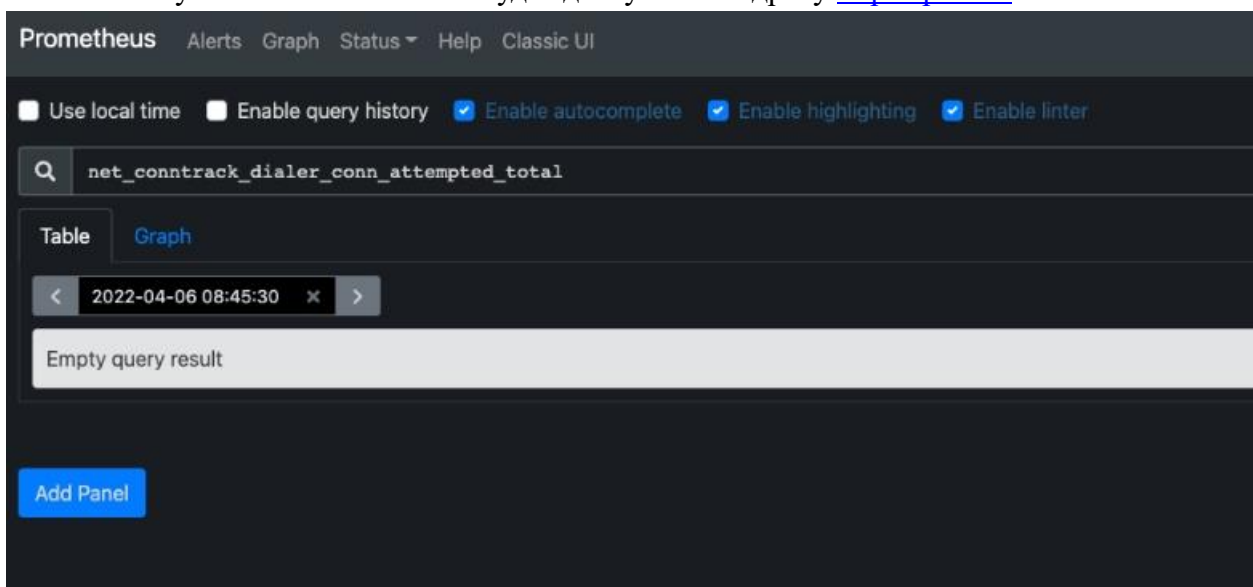 Prometheus Alerts Graph Status Help Classic UI
Use local time Enable query history Enable autocomplete Enable highlighting Enable linter
net_conntrack_dialer_conn_attempted_total
Table Graph
< 2022-04-06 08:45:30 × >
Empty query result
Add Panel